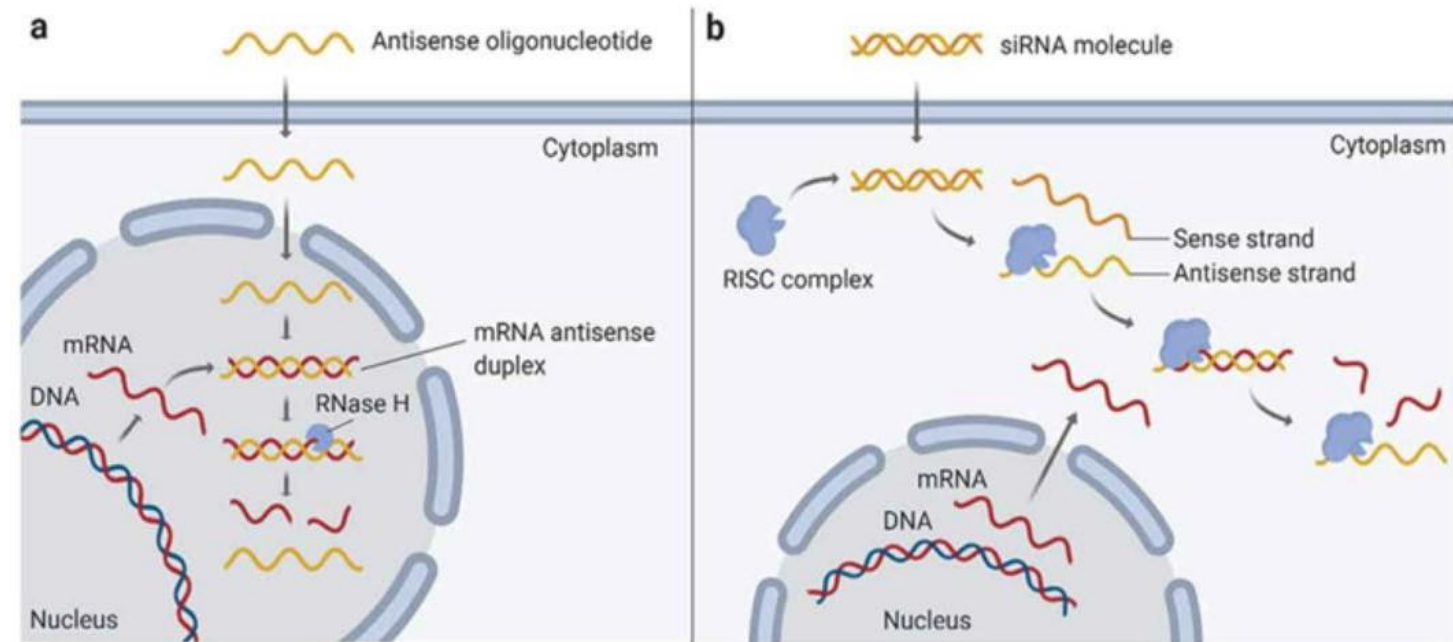 a
Antisense oligonucleotide
Cytoplasm
mRNA
DNA
mRNA antisense
duplex
RNase H
Nucleus
b
siRNA molecule
Cytoplasm
RISC complex
Sense strand
Antisense strand
mRNA
DNA
Nucleus